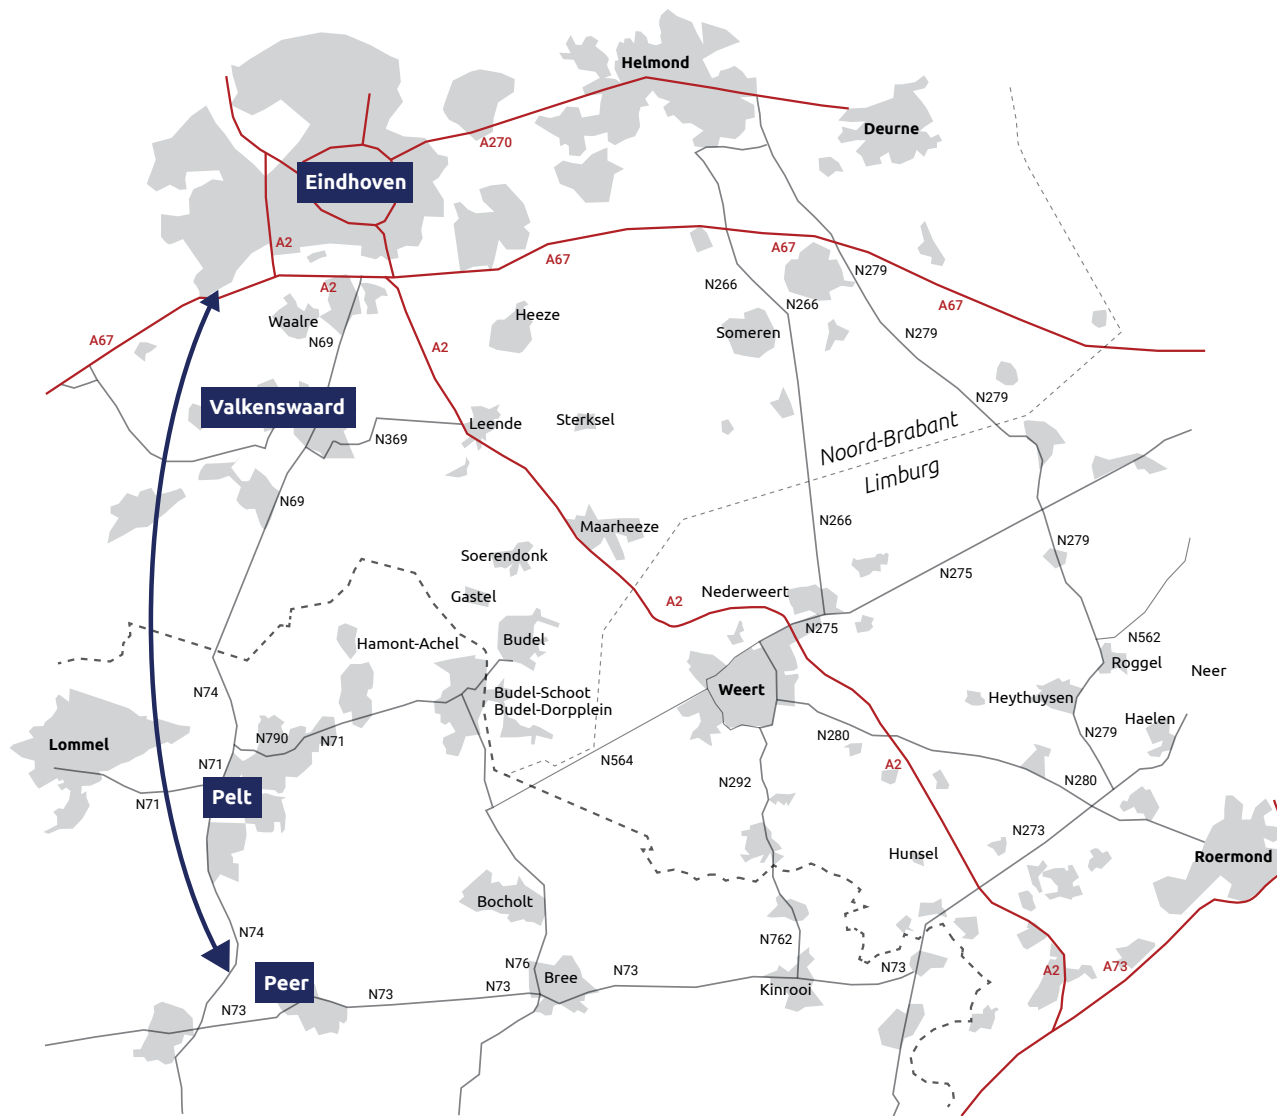 Helmond
Deurne
A270
Eindhoven
A2
A67
A67
N279
N266
A2
N266
A67
Waalre
Heeze
Someren
N279
A67
N69
A2
N279
Valkenswaard
Leende
Sterksel
N369
Noord-Brabant
Limburg
N69
N266
Maarheeze
N279
Soerendonk
N275
Gastel
A2
Nederweert
N275
Hamont-Achel
Budel
N562
Roggel
Neer
N74
Budel-Schoot
Budel-Dorpplein
Weert
Heythuysen
Haelen
Lommel
N790
N71
N280
N279
N71
N564
A2
N280
N71
Pelt
N292
N273
Hunsel
Roermond
Bocholt
N74
N762
N76
Bree
N73
N73
A2
A73
Peer
N73
N73
Kinrooi
N73